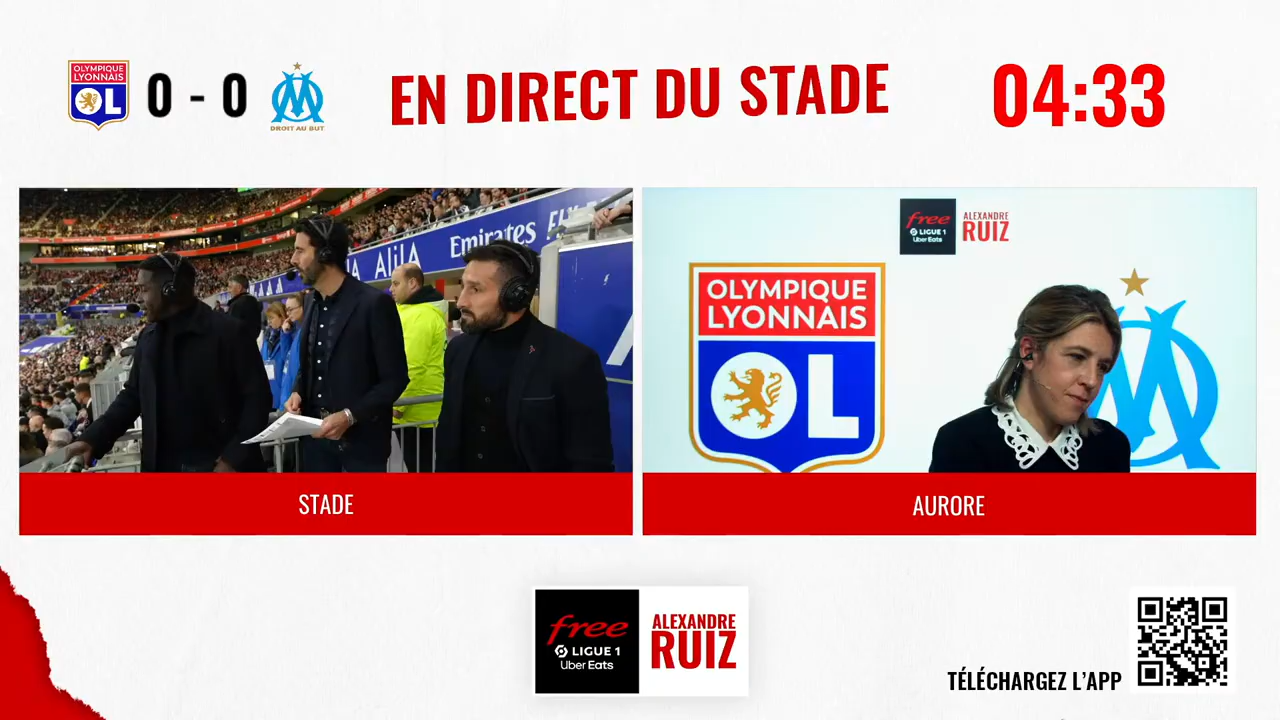 OLYMPIQUE
LYONNAIS
OL
0 - 0
DROIT AU BUT
EN DIRECT DU STADE
04:33
AliA
Emirates
free
LIGUE 1
Uber Eats
ALEXANDRE
RUIZ
OLYMPIQUE
LYONNAIS
OL
STADE
AURORE
free
LIGUE 1
Uber Eats
ALEXANDRE
RUIZ
TÉLÉCHARGEZ L'APP